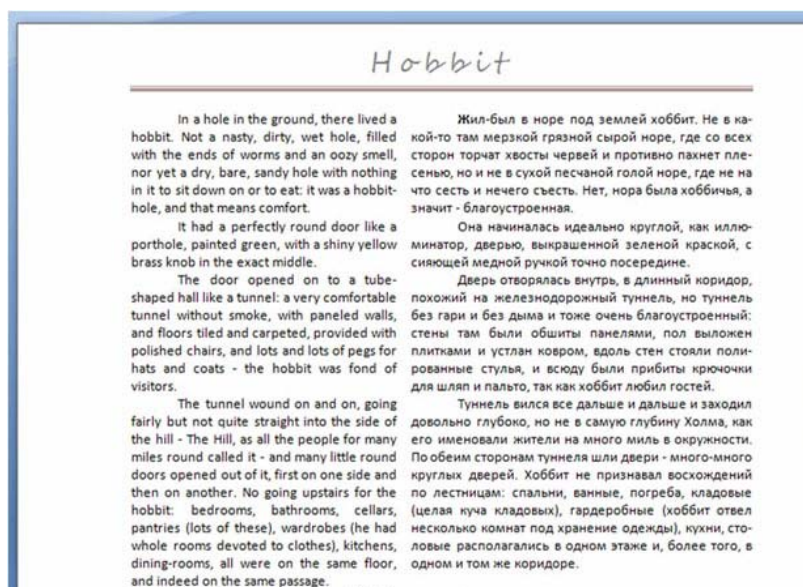 Hobbit
In a hole in the ground, there lived a
hobbit. Not a nasty, dirty, wet hole, filled
with the ends of worms and an oozy smell,
nor yet a dry, bare, sandy hole with nothing
in it to sit down on or to eat: it was a hobbit-
hole, and that means comfort.
It had a perfectly round door like a
porthole, painted green, with a shiny yellow
brass knob in the exact middle.
The door opened on to a tube-
shaped hall like a tunnel: a very comfortable
tunnel without smoke, with paneled walls,
and floors tiled and carpeted, provided with
polished chairs, and lots and lots of pegs for
hats and coats - the hobbit was fond of
visitors.
The tunnel wound on and on, going
fairly but not quite straight into the side of
the hill - The Hill, as all the people for many
miles round called it - and many little round
doors opened out of it, first on one side and
then on another. No going upstairs for the
hobbit: bedrooms, bathrooms, cellars,
pantries (lots of these), wardrobes (he had
whole rooms devoted to clothes), kitchens,
dining-rooms, all were on the same floor,
and indeed on the same passage.
Жил-был в норе под землей хоббит. Не в ка-
кой-то там мерзкой грязной сырой норе, где со всех
сторон торчат хвосты червей и противно пахнет пле-
сенью, но и не в сухой песчаной голой норе, где не на
что сесть и нечего съесть. Нет, нора была хоббичья, а
значит - благоустроенная.
Она начиналась идеально круглой, как иллю-
минатор, дверью, выкрашенной зеленой краской, с
сияющей медной ручкой точно посередине.
Дверь отворялась внутрь, в длинный коридор,
похожий на железнодорожный туннель, но туннель
без гари и без дыма и тоже очень благоустроенный:
стены там были обшиты панелями, пол выложен
плитками и устлан ковром, вдоль стен стояли поли-
рованные стулья, и всюду были прибиты крючочки
для шляп и пальто, так как хоббит любил гостей.
Туннель вился все дальше и дальше и заходил
довольно глубоко, но не в самую глубину Холма, как
его именовали жители на много миль в окружности.
По обеим сторонам туннеля шли двери - много-много
круглых дверей. Хоббит не признавал восхождений
по лестницам: спальни, ванные, погреба, кладовые
(целая куча кладовых), гардеробные (хоббит отвел
несколько комнат под хранение одежды), кухни, сто-
ловые располагались в одном этаже и, более того, в
одном и том же коридоре.